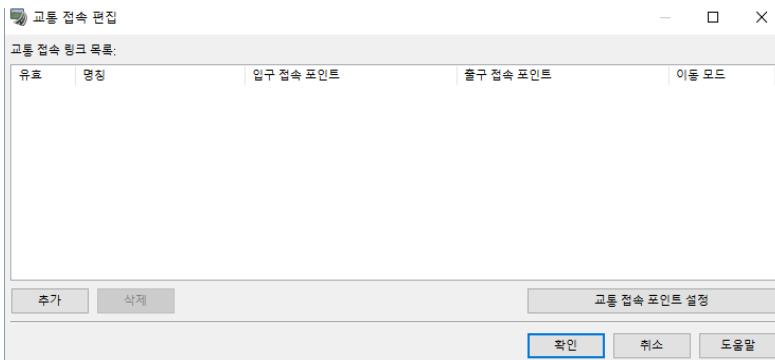 교통 접속 편집
교통 접속 링크 목록:
유효 명칭 입구 접속 포인트 출구 접속 포인트 이동 모드
추가 삭제 교통 접속 포인트 설정
확인 취소 도움말